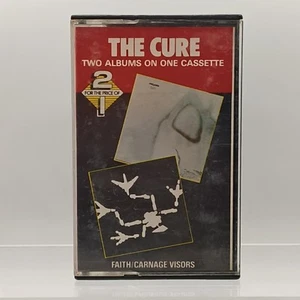 THE CURE
TWO ALBUMS ON ONE CASSETTE
2
FOR THE PRICE OF
1
FAITH/CARNAGE VISORS